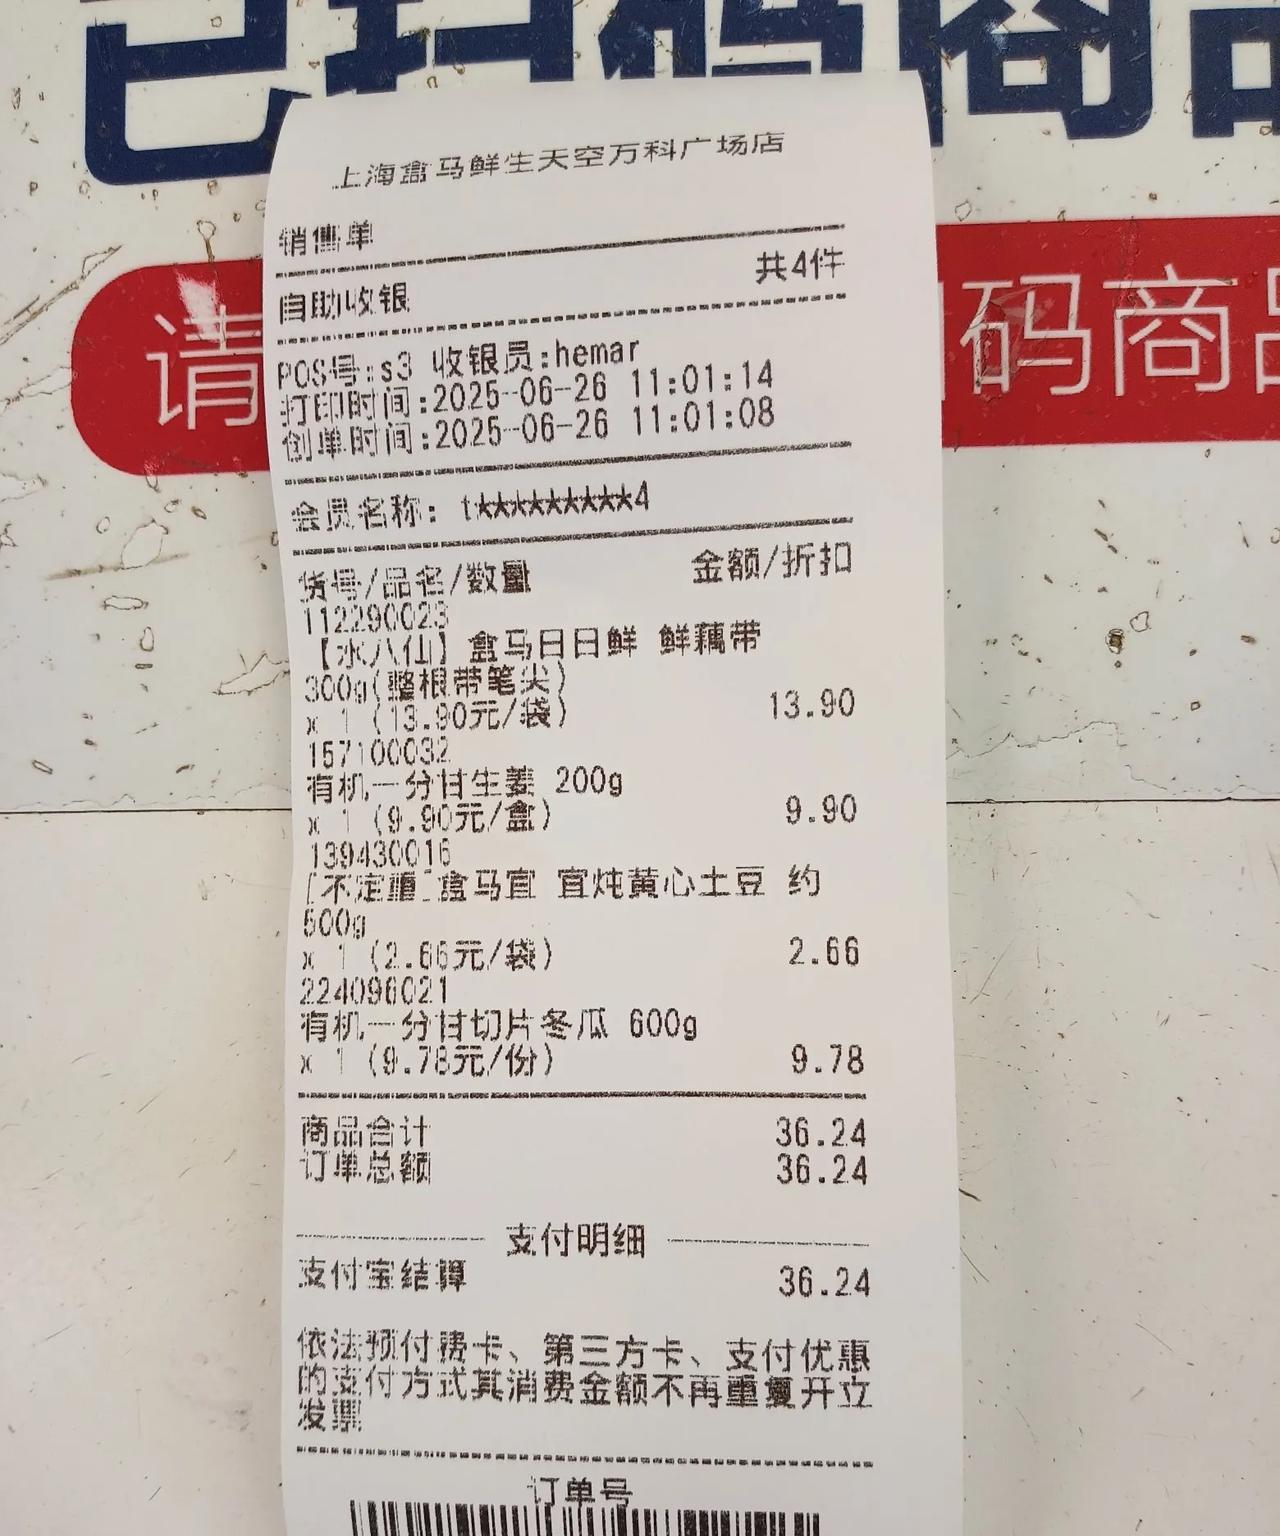 商品
请
码商品
上海盒马鲜生天空万科广场店
销售单
共4件
自助收银
POS号:s3 收银员:hemar
打印时间:2025-06-26 11:01:14
创单时间:2025-06-26 11:01:08
会员名称: t*********4
货号/品名/数量 金额/折扣
112290023
【水八仙】盒马日日鲜 鲜藕带
300g(整根带笔尖)
x 1 (13.90元/袋) 13.90
157100032
有机一分甘生姜 200g
x 1 (9.90元/盒) 9.90
139430016
[不定重]盒马宜 宜炖黄心土豆 约
500g
x 1 (2.66元/袋) 2.66
224096021
有机一分甘切片冬瓜 600g
x 1 (9.78元/份) 9.78
商品合计 36.24
订单总额 36.24
支付明细
支付宝结算 36.24
依法预付费卡、第三方卡、支付优惠
的支付方式其消费金额不再重复开立
发票
订单号